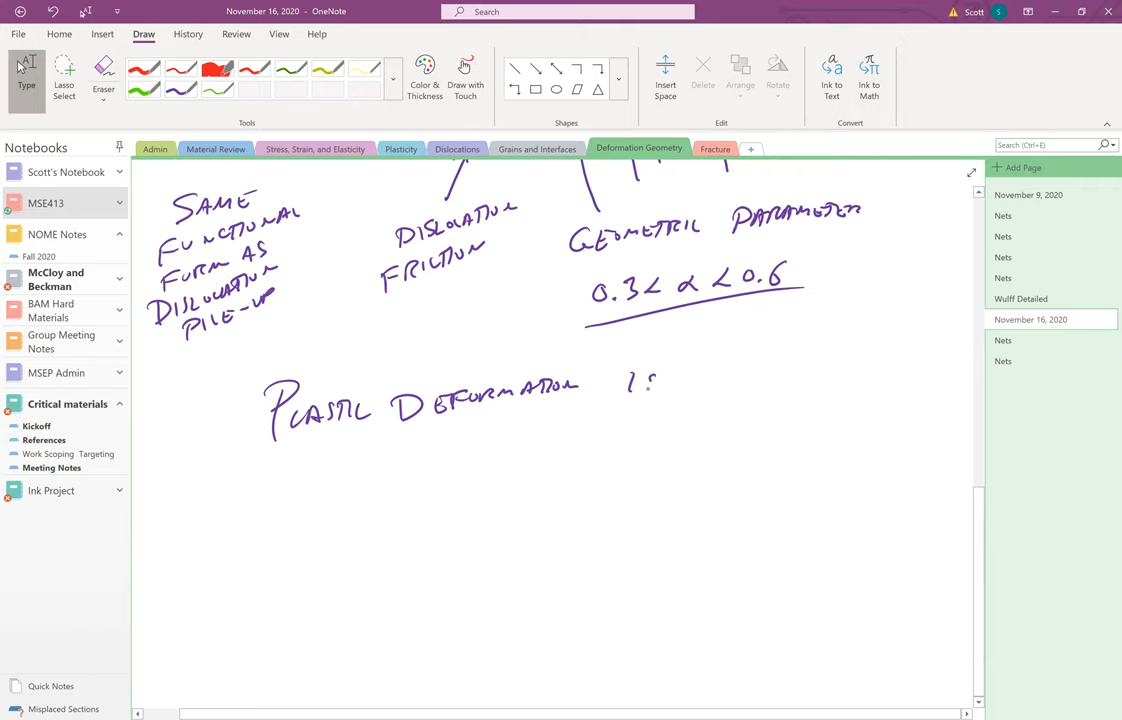 November 16, 2020 - OneNote
Search
Scott
S
File
Home
Insert
Draw
History
Review
View
Help
Type
Lasso
Select
Eraser
Color &
Thickness
Draw with
Touch
Insert
Space
Delete
Arrange
Rotate
Ink to
Text
Ink to
Math
Tools
Shapes
Edit
Convert
Notebooks
Admin
Material Review
Stress, Strain, and Elasticity
Plasticity
Dislocations
Grains and Interfaces
Deformation Geometry
Fracture
Search (Ctrl+E)
Scott's Notebook
MSE413
NOME Notes
Fall 2020
McCloy and
Beckman
BAM Hard
Materials
Group Meeting
Notes
MSEP Admin
Critical materials
Kickoff
References
Work Scoping Targeting
Meeting Notes
Ink Project
Quick Notes
Misplaced Sections
SAME
FUNCTIONAL
FORM AS
DISLOCATION
PILE-UP
DISLOCATION
FRICTION
GEOMETRIC PARAMETER
0.3 < α < 0.6
PLASTIC DEFORMATION IS
Add Page
November 9, 2020
Nets
Nets
Nets
Nets
Wulff Detailed
November 16, 2020
Nets
Nets